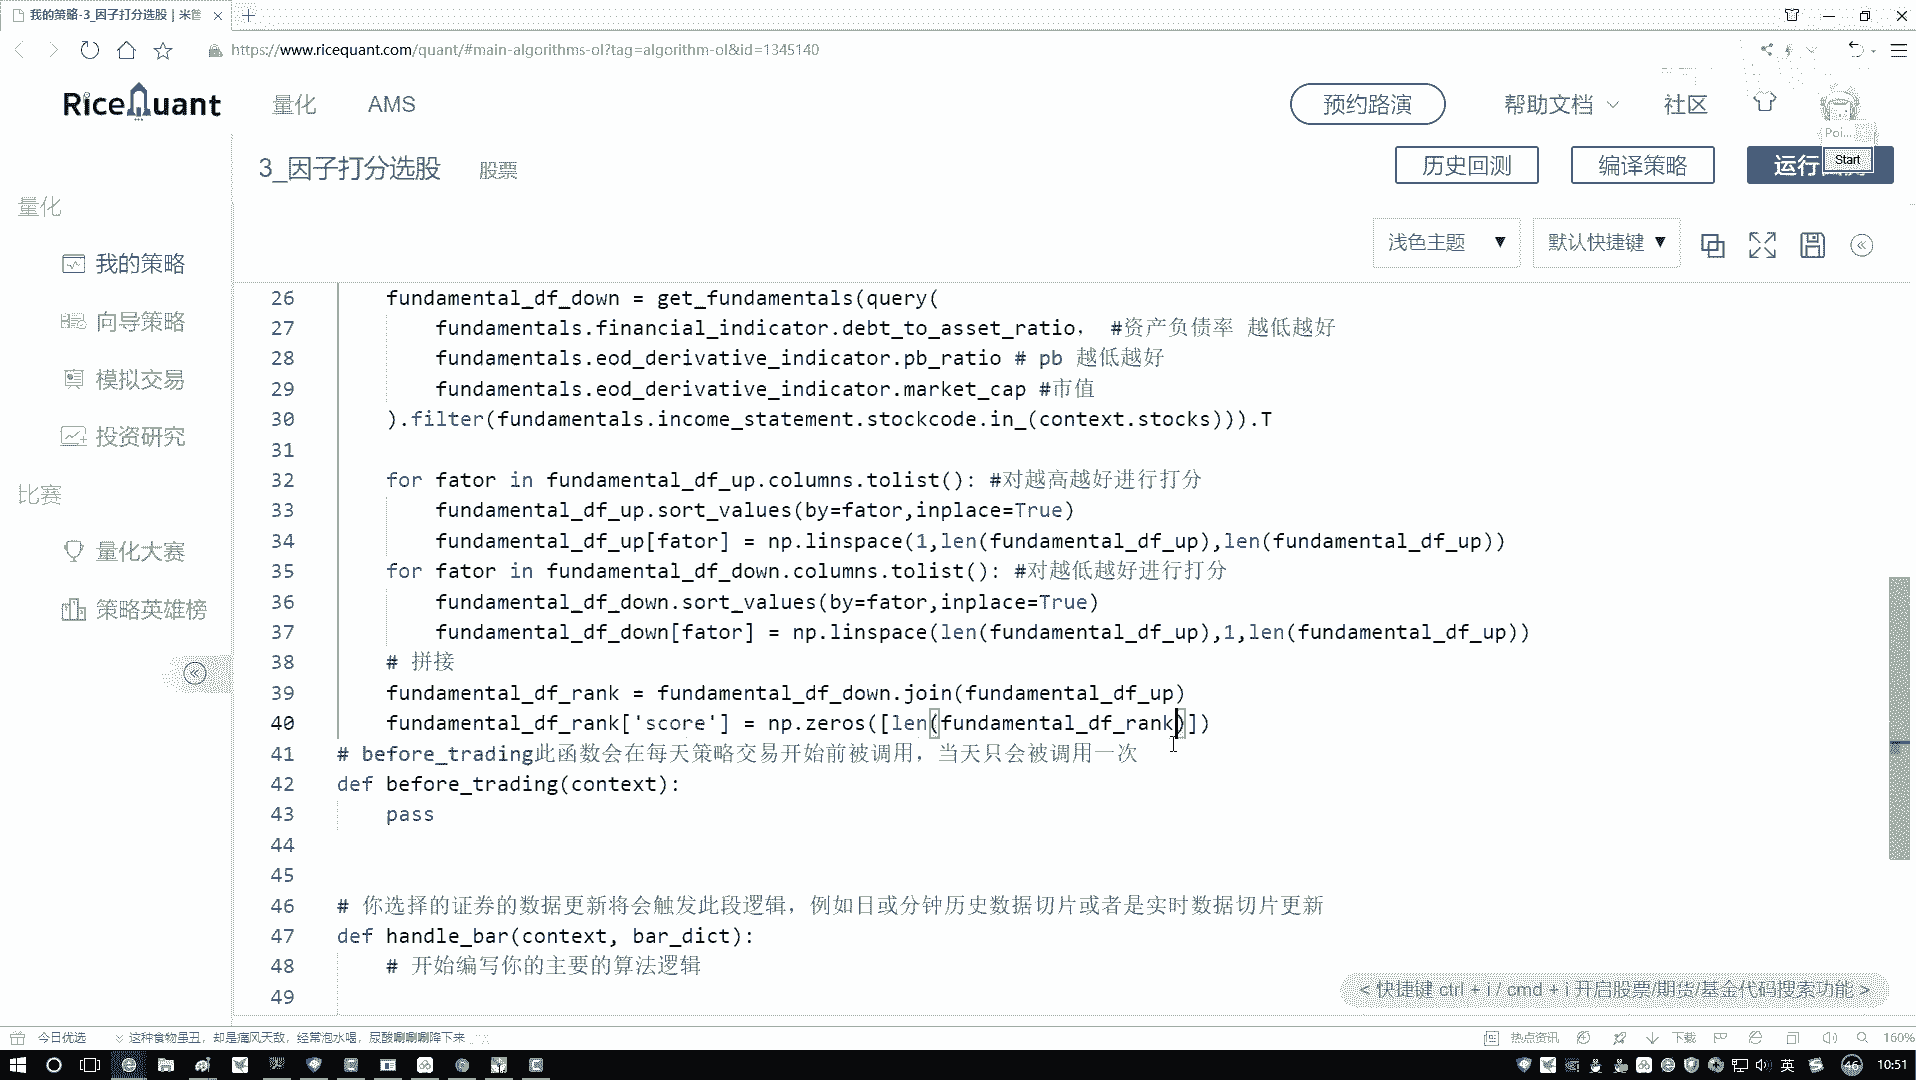 我的策略-3_因子打分选股 | 米筐
https://www.ricequant.com/quant/#main-algorithms-ol?tag=algorithm-ol&id=1345140
RiceQuant 量化 AMS 预约路演 帮助文档 社区
Poi...
Start
3_因子打分选股 股票 历史回测 编译策略 运行
量化
我的策略
向导策略
模拟交易
投资研究
比赛
量化大赛
策略英雄榜
浅色主题 默认快捷键
26 fundamental_df_down = get_fundamentals(query(
27 fundamentals.financial_indicator.debt_to_asset_ratio， #资产负债率 越低越好
28 fundamentals.eod_derivative_indicator.pb_ratio # pb 越低越好
29 fundamentals.eod_derivative_indicator.market_cap #市值
30 ).filter(fundamentals.income_statement.stockcode.in_(context.stocks))).T
31
32 for fator in fundamental_df_up.columns.tolist(): #对越高越好进行打分
33 fundamental_df_up.sort_values(by=fator,inplace=True)
34 fundamental_df_up[fator] = np.linspace(1,len(fundamental_df_up),len(fundamental_df_up))
35 for fator in fundamental_df_down.columns.tolist(): #对越低越好进行打分
36 fundamental_df_down.sort_values(by=fator,inplace=True)
37 fundamental_df_down[fator] = np.linspace(len(fundamental_df_up),1,len(fundamental_df_up))
38 # 拼接
39 fundamental_df_rank = fundamental_df_down.join(fundamental_df_up)
40 fundamental_df_rank['score'] = np.zeros([len(fundamental_df_rank)])
41 # before_trading此函数会在每天策略交易开始前被调用，当天只会被调用一次
42 def before_trading(context):
43 pass
44
45
46 # 你选择的证券的数据更新将会触发此段逻辑，例如日或分钟历史数据切片或者是实时数据切片更新
47 def handle_bar(context, bar_dict):
48 # 开始编写你的主要的算法逻辑
49
< 快捷键 ctrl + i / cmd + i 开启股票/期货/基金代码搜索功能 >
今日优选 这种食物虽丑，却是痛风天敌，经常泡水喝，尿酸唰唰唰降下来 热点资讯 下载 160%
英 46 10:51